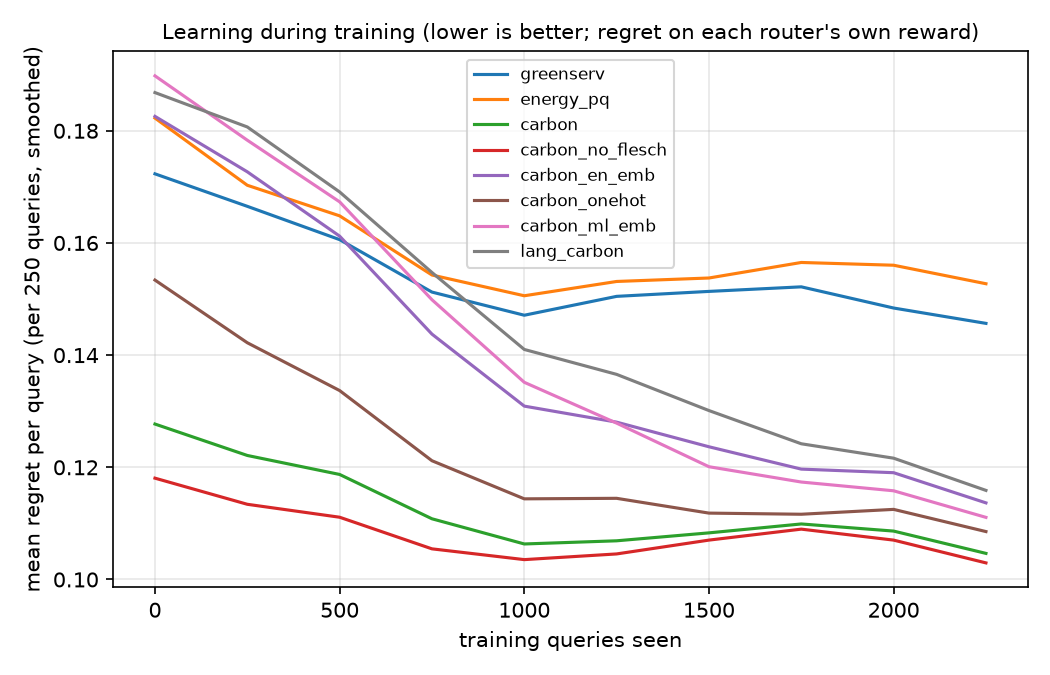 Learning during training (lower is better; regret on each router's own reward)
mean regret per query (per 250 queries, smoothed)
0.18
0.16
0.14
0.12
0.10
greenserv
energy_pq
carbon
carbon_no_flesch
carbon_en_emb
carbon_onehot
carbon_ml_emb
lang_carbon
0 500 1000 1500 2000
training queries seen